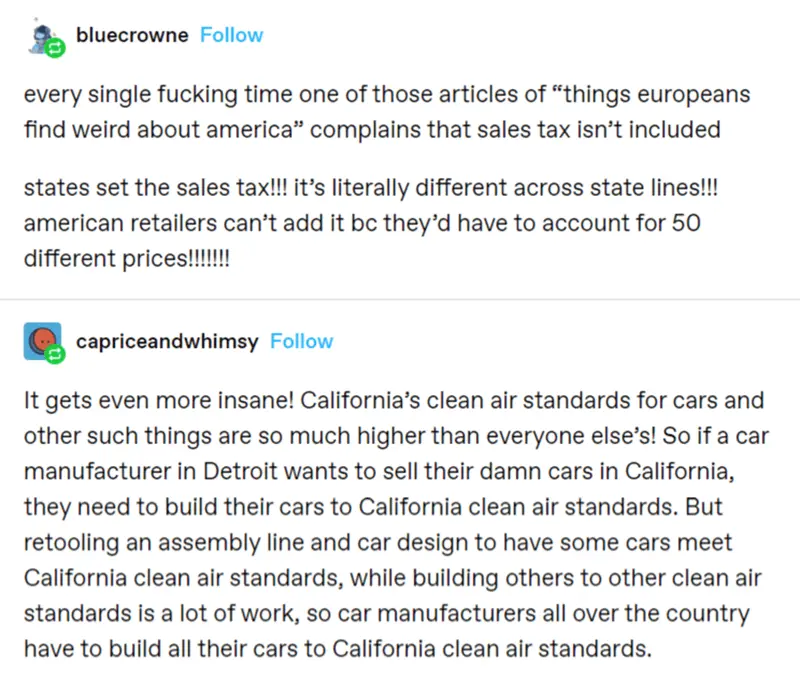 bluecrowne Follow
every single fucking time one of those articles of “things europeans
find weird about america” complains that sales tax isn’t included
states set the sales tax!!! it’s literally different across state lines!!!
american retailers can’t add it bc they’d have to account for 50
different prices!!!!!!!
capriceandwhimsy Follow
It gets even more insane! California’s clean air standards for cars and
other such things are so much higher than everyone else’s! So if a car
manufacturer in Detroit wants to sell their damn cars in California,
they need to build their cars to California clean air standards. But
retooling an assembly line and car design to have some cars meet
California clean air standards, while building others to other clean air
standards is a lot of work, so car manufacturers all over the country
have to build all their cars to California clean air standards.